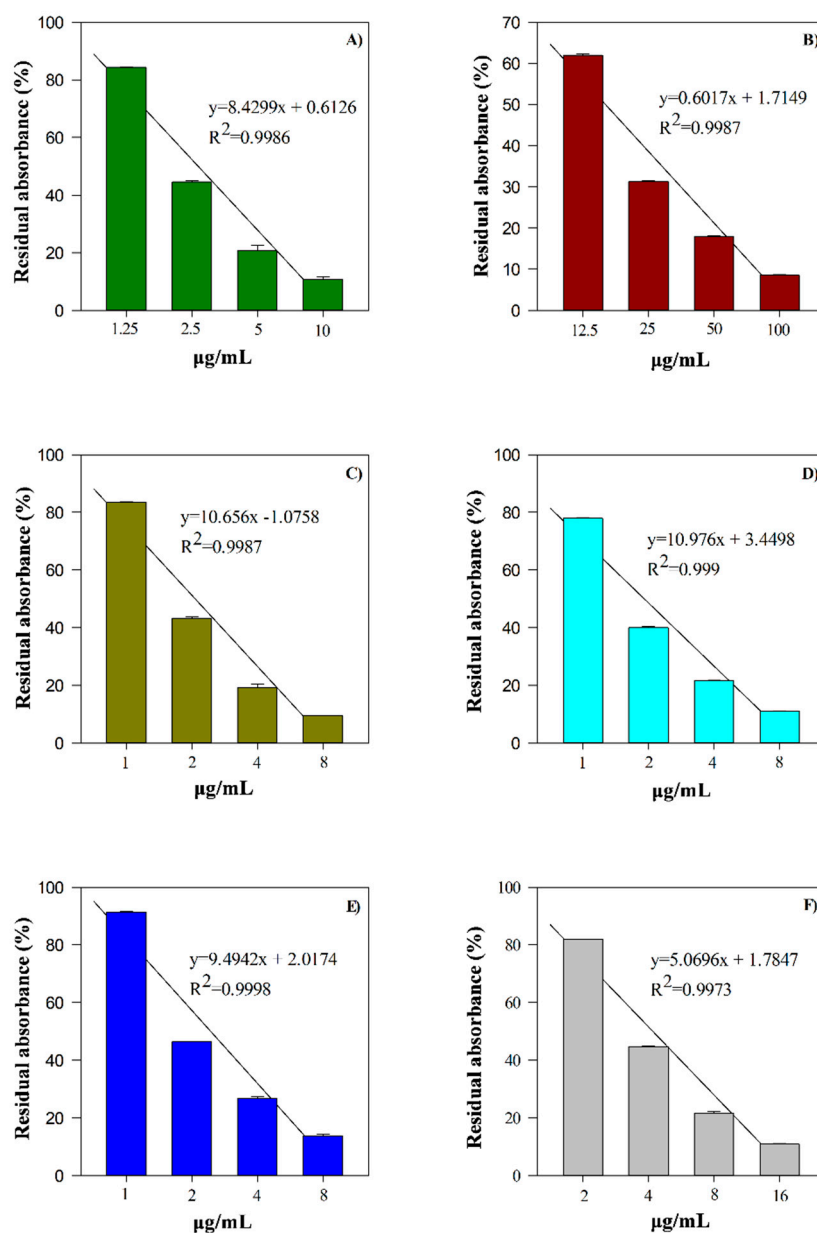 A)
Residual absorbance (%)
100
80
60
40
20
0
y=8.4299x + 0.6126
R²=0.9986
1.25 2.5 5 10
µg/mL
B)
Residual absorbance (%)
70
60
50
40
30
20
10
0
y=0.6017x + 1.7149
R²=0.9987
12.5 25 50 100
µg/mL
C)
Residual absorbance (%)
100
80
60
40
20
0
y=10.656x -1.0758
R²=0.9987
1 2 4 8
µg/mL
D)
Residual absorbance (%)
100
80
60
40
20
0
y=10.976x + 3.4498
R²=0.999
1 2 4 8
µg/mL
E)
Residual absorbance (%)
100
80
60
40
20
0
y=9.4942x + 2.0174
R²=0.9998
1 2 4 8
µg/mL
F)
Residual absorbance (%)
100
80
60
40
20
0
y=5.0696x + 1.7847
R²=0.9973
2 4 8 16
µg/mL